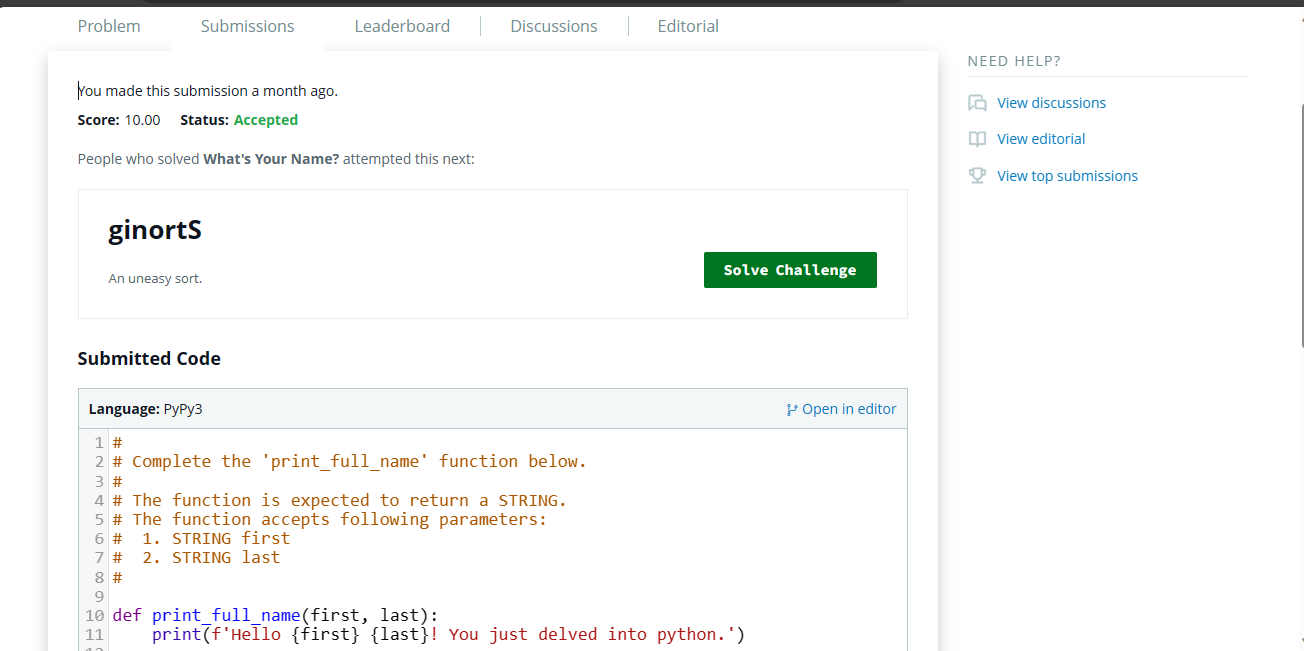 Problem Submissions Leaderboard Discussions Editorial
You made this submission a month ago.
Score: 10.00 Status: Accepted
People who solved What's Your Name? attempted this next:
ginortS
An uneasy sort.
Solve Challenge
Submitted Code
Language: PyPy3 Open in editor
1 #
2 # Complete the 'print_full_name' function below.
3 #
4 # The function is expected to return a STRING.
5 # The function accepts following parameters:
6 #  1. STRING first
7 #  2. STRING last
8 #
9
10 def print_full_name(first, last):
11     print(f'Hello {first} {last}! You just delved into python.')
NEED HELP?
View discussions
View editorial
View top submissions